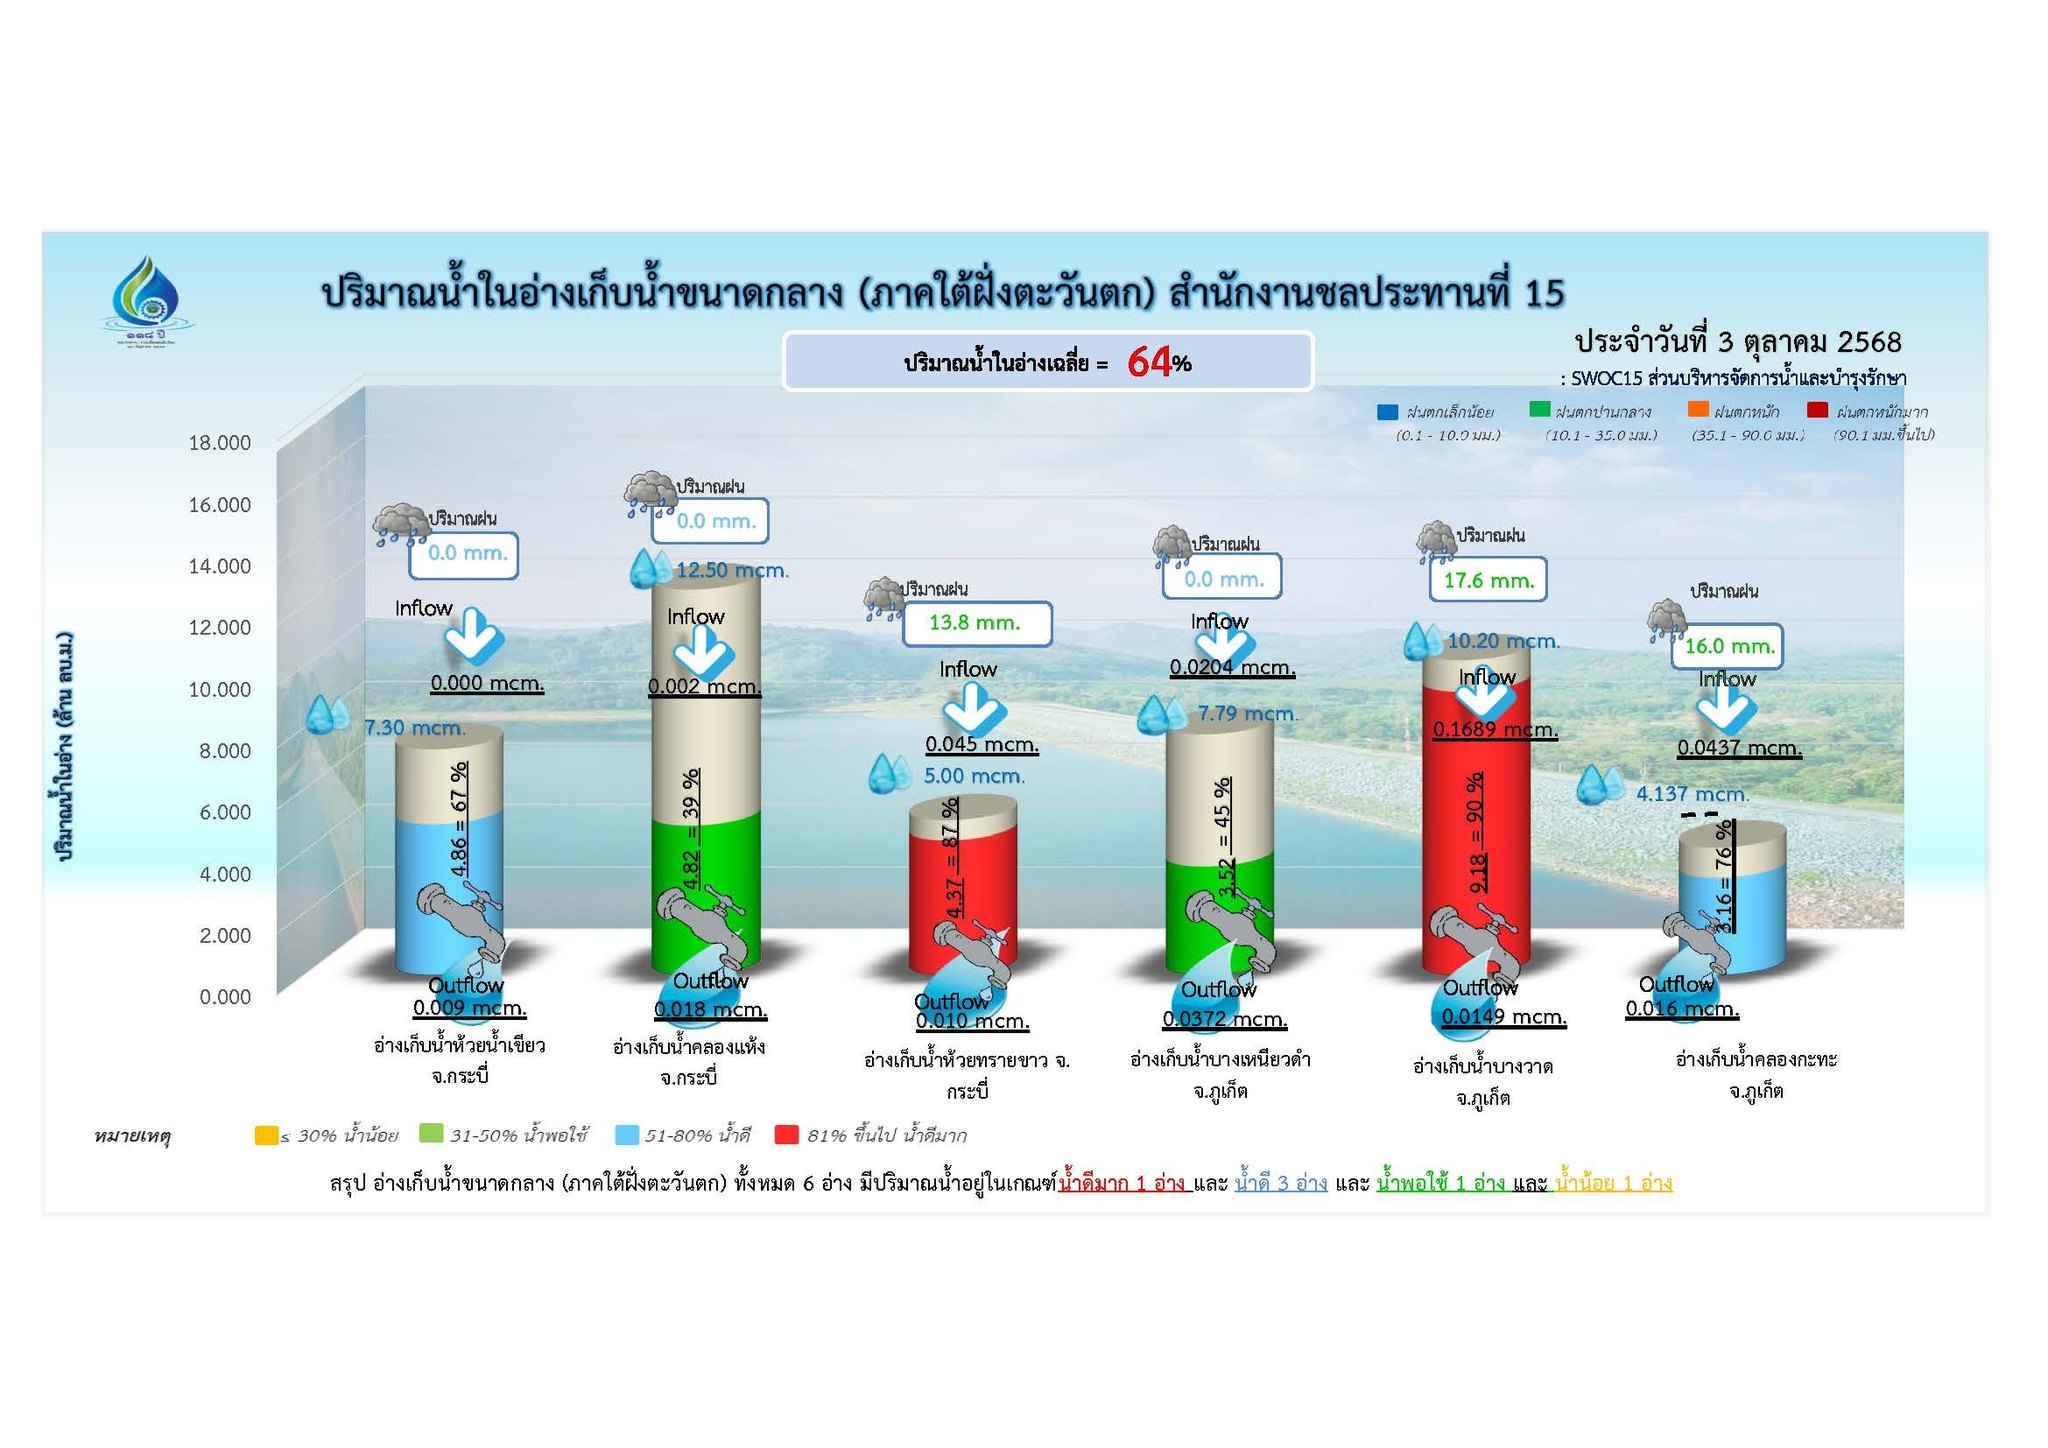 ปริมาณน้ำในอ่างเก็บน้ำขนาดกลาง (ภาคใต้ฝั่งตะวันตก) สำนักงานชลประทานที่ 15
๑๑๘ ปี
ปริมาณน้ำในอ่างเฉลี่ย = 64%
ประจำวันที่ 3 ตุลาคม 2568
: SWOC15 ส่วนบริหารจัดการน้ำและบำรุงรักษา
ฝนตกเล็กน้อย ฝนตกปานกลาง ฝนตกหนัก ฝนตกหนักมาก
(0.1 - 10.0 มม.) (10.1 - 35.0 มม.) (35.1 - 90.0 มม.) (90.1 มม.ขึ้นไป)
ปริมาณน้ำในอ่าง (ล้าน ลบ.ม.)
18.000
16.000
14.000
12.000
10.000
8.000
6.000
4.000
2.000
0.000
ปริมาณฝน
0.0 mm.
Inflow
0.000 mcm.
7.30 mcm.
4.86 = 67 %
Outflow
0.009 mcm.
อ่างเก็บน้ำห้วยน้ำเขียว
จ.กระบี่
ปริมาณฝน
0.0 mm.
12.50 mcm.
Inflow
0.002 mcm.
4.82 = 39 %
Outflow
0.018 mcm.
อ่างเก็บน้ำคลองแห้ง
จ.กระบี่
ปริมาณฝน
13.8 mm.
Inflow
0.045 mcm.
5.00 mcm.
4.37 = 87 %
Outflow
0.010 mcm.
อ่างเก็บน้ำห้วยทรายขาว จ.
กระบี่
ปริมาณฝน
0.0 mm.
Inflow
0.0204 mcm.
7.79 mcm.
3.52 = 45 %
Outflow
0.0372 mcm.
อ่างเก็บน้ำบางเหนียวดำ
จ.ภูเก็ต
ปริมาณฝน
17.6 mm.
10.20 mcm.
Inflow
0.1689 mcm.
9.18 = 90 %
Outflow
0.0149 mcm.
อ่างเก็บน้ำบางวาด
จ.ภูเก็ต
ปริมาณฝน
16.0 mm.
Inflow
0.0437 mcm.
4.137 mcm.
3.16 = 76 %
Outflow
0.016 mcm.
อ่างเก็บน้ำคลองกะทะ
จ.ภูเก็ต
หมายเหตุ ≤ 30% น้ำน้อย 31-50% น้ำพอใช้ 51-80% น้ำดี 81% ขึ้นไป น้ำดีมาก
สรุป อ่างเก็บน้ำขนาดกลาง (ภาคใต้ฝั่งตะวันตก) ทั้งหมด 6 อ่าง มีปริมาณน้ำอยู่ในเกณฑ์น้ำดีมาก 1 อ่าง และ น้ำดี 3 อ่าง และ น้ำพอใช้ 1 อ่าง และ น้ำน้อย 1 อ่าง